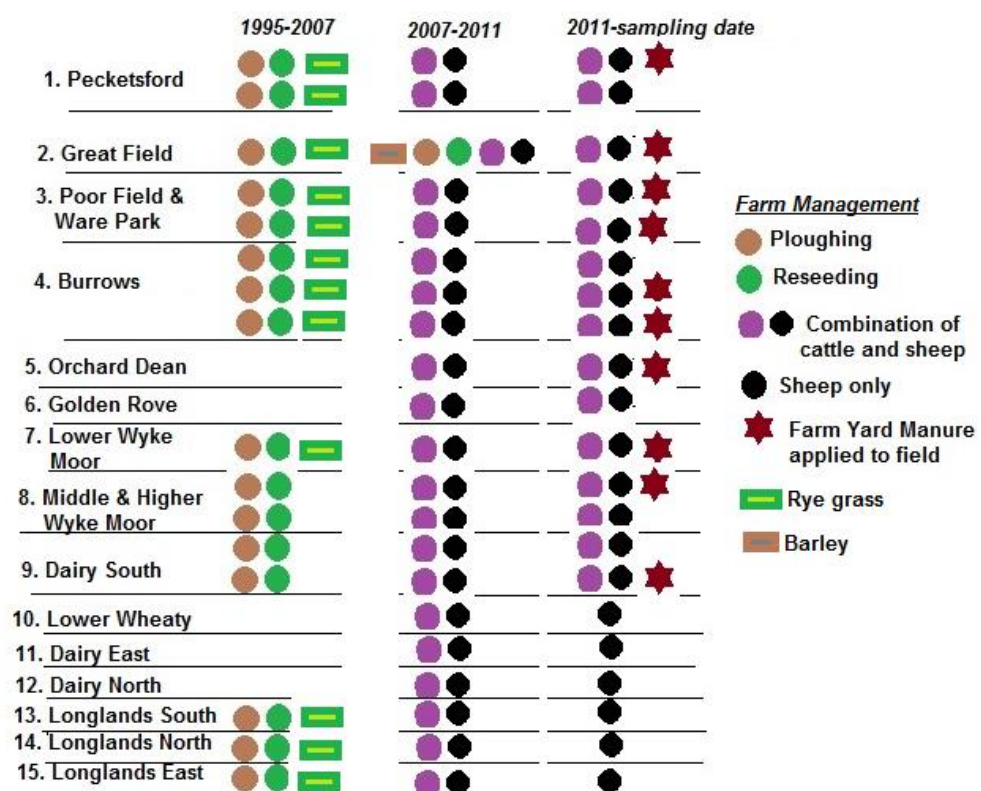 1995-2007
2007-2011
2011-sampling date
1. Pecketsford
2. Great Field
3. Poor Field &
Ware Park
4. Burrows
5. Orchard Dean
6. Golden Rove
7. Lower Wyke
Moor
8. Middle & Higher
Wyke Moor
9. Dairy South
10. Lower Wheaty
11. Dairy East
12. Dairy North
13. Longlands South
14. Longlands North
15. Longlands East
Farm Management
Ploughing
Reseeding
Combination of
cattle and sheep
Sheep only
Farm Yard Manure
applied to field
Rye grass
Barley